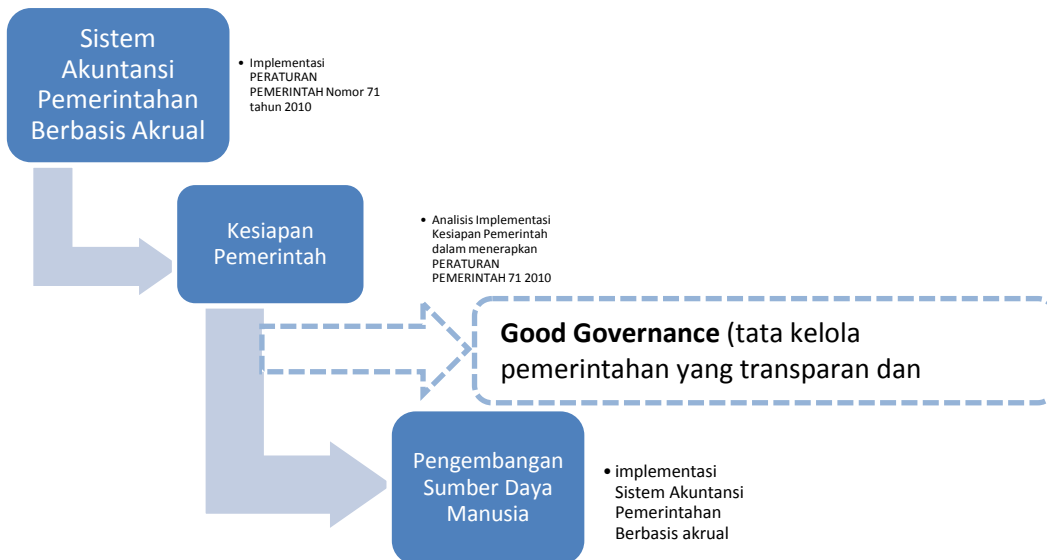 Sistem
Akuntansi
Pemerintahan
Berbasis Akrual
• Implementasi
PERATURAN
PEMERINTAH Nomor 71
tahun 2010
Kesiapan
Pemerintah
• Analisis Implementasi
Kesiapan Pemerintah
dalam menerapkan
PERATURAN
PEMERINTAH 71 2010
Good Governance (tata kelola
pemerintahan yang transparan dan
Pengembangan
Sumber Daya
Manusia
• implementasi
Sistem Akuntansi
Pemerintahan
Berbasis akrual